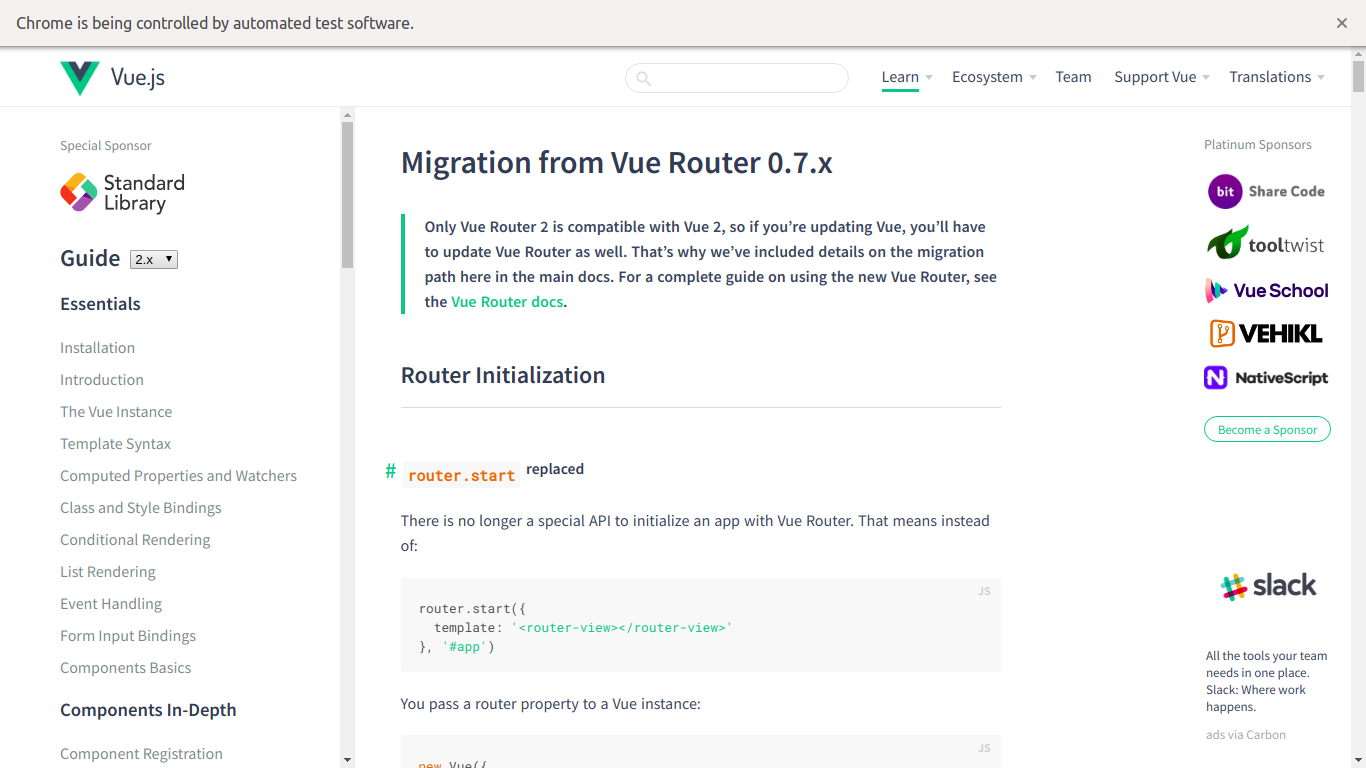 Chrome is being controlled by automated test software.
Vue.js
Learn
Ecosystem
Team
Support Vue
Translations
Special Sponsor
Standard
Library
Guide
2.x
Essentials
Installation
Introduction
The Vue Instance
Template Syntax
Computed Properties and Watchers
Class and Style Bindings
Conditional Rendering
List Rendering
Event Handling
Form Input Bindings
Components Basics
Components In-Depth
Component Registration
Migration from Vue Router 0.7.x
Only Vue Router 2 is compatible with Vue 2, so if you’re updating Vue, you’ll have
to update Vue Router as well. That’s why we’ve included details on the migration
path here in the main docs. For a complete guide on using the new Vue Router, see
the Vue Router docs.
Router Initialization
# router.start replaced
There is no longer a special API to initialize an app with Vue Router. That means instead
of:
JS
router.start({
  template: '<router-view></router-view>'
}, '#app')
You pass a router property to a Vue instance:
JS
new Vue({
Platinum Sponsors
bit Share Code
tooltwist
Vue School
VEHIKL
NativeScript
Become a Sponsor
slack
All the tools your team
needs in one place.
Slack: Where work
happens.
ads via Carbon